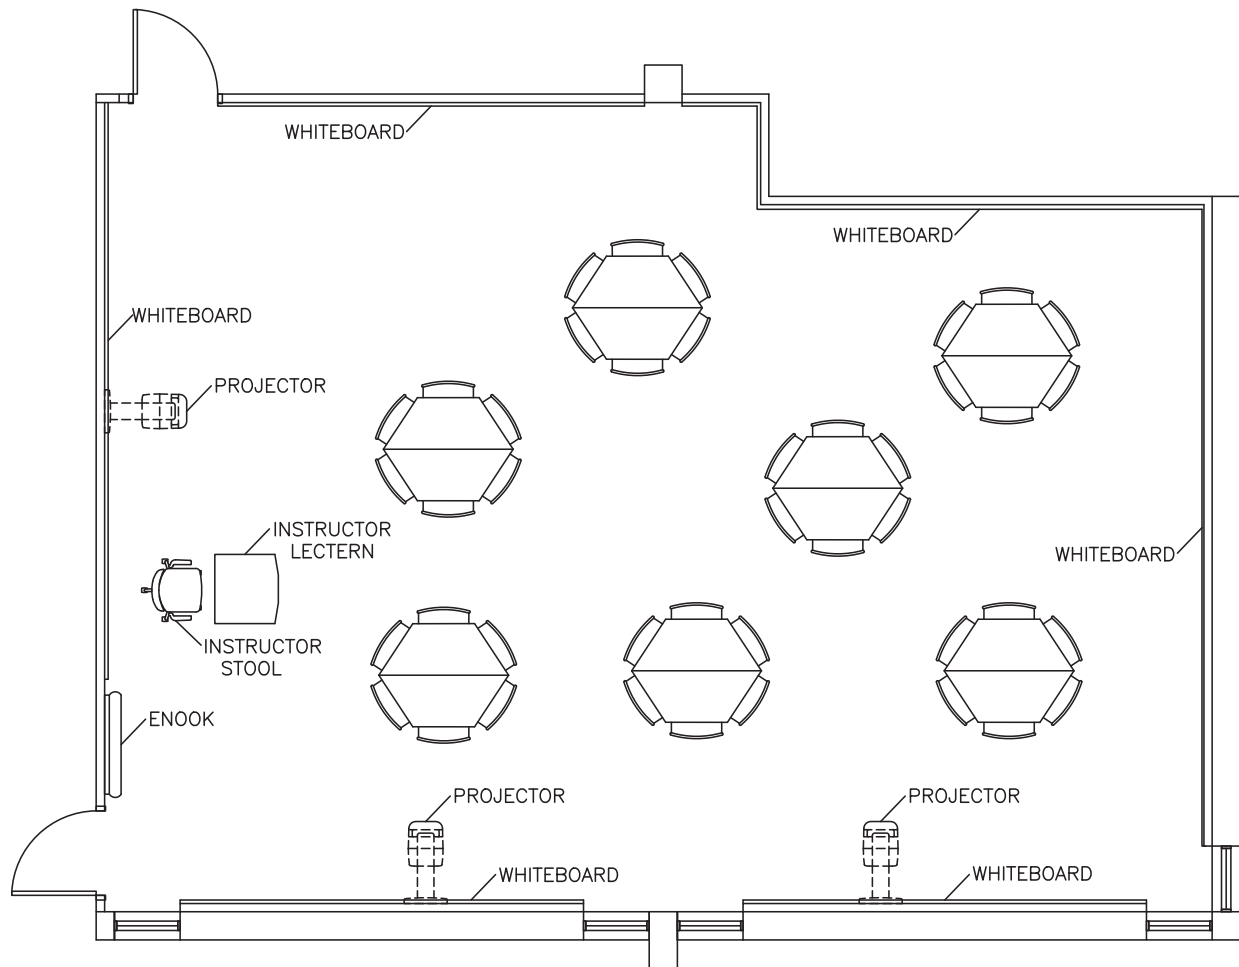 WHITEBOARD
WHITEBOARD
WHITEBOARD
PROJECTOR
INSTRUCTOR
LECTERN
WHITEBOARD
INSTRUCTOR
STOOL
ENOOK
PROJECTOR
PROJECTOR
WHITEBOARD
WHITEBOARD